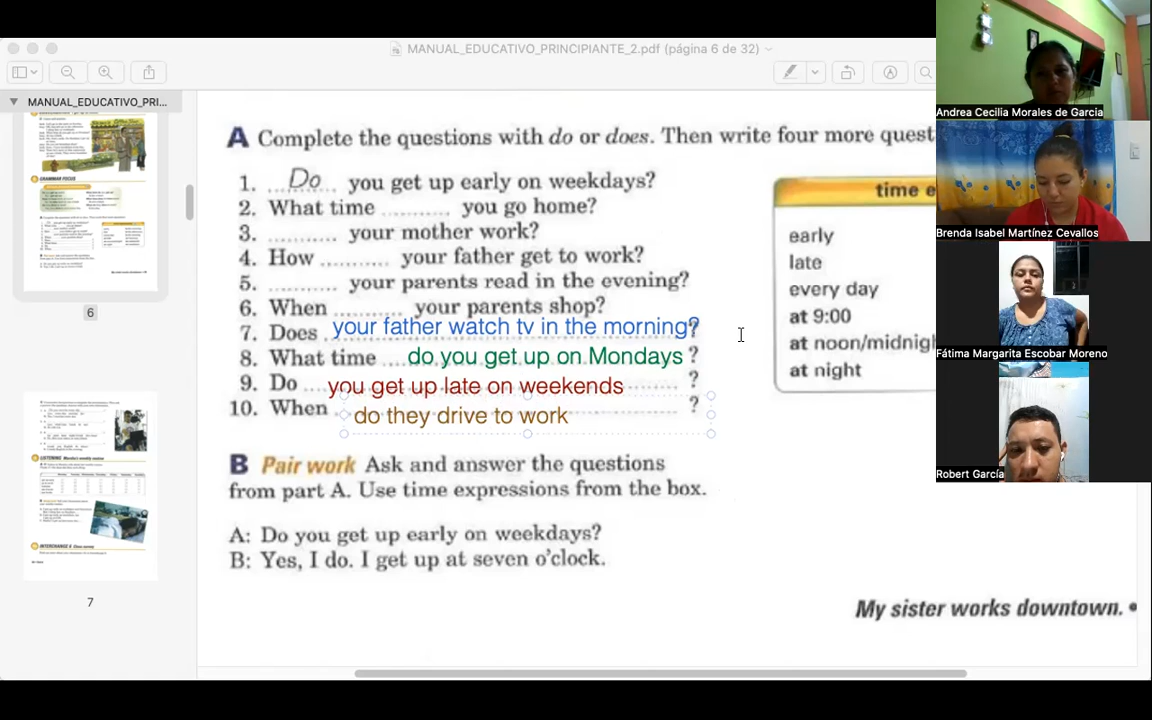 MANUAL_EDUCATIVO_PRINCIPIANTE_2.pdf (página 6 de 32)
MANUAL_EDUCATIVO_PRI...
6
7
A Complete the questions with do or does. Then write four more quest
1. Do you get up early on weekdays?
2. What time .......... you go home?
3. .......... your mother work?
4. How .......... your father get to work?
5. .......... your parents read in the evening?
6. When .......... your parents shop?
7. Does your father watch tv in the morning?
8. What time ....do you get up on Mondays ?
9. Do .... you get up late on weekends ?
10. When do they drive to work ?
time e
early
late
every day
at 9:00
at noon/midnigh
at night
B Pair work Ask and answer the questions
from part A. Use time expressions from the box.
A: Do you get up early on weekdays?
B: Yes, I do. I get up at seven o'clock.
My sister works downtown. •
Andrea Cecilia Morales de Garcia
Brenda Isabel Martínez Cevallos
Fátima Margarita Escobar Moreno
Robert García